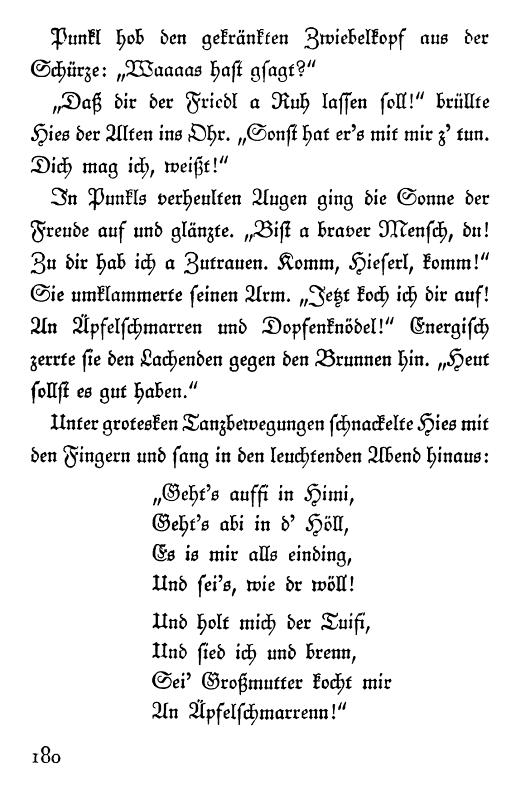 Punkl hob den gekränkten Zwiebelkopf aus der
Schürze: „Waaaas hast gsagt?“
„Daß dir der Friedl a Ruh lassen soll!“ brüllte
Hies der Alten ins Ohr. „Sonst hat er's mit mir z' tun.
Dich mag ich, weißt!“
In Punkls verheulten Augen ging die Sonne der
Freude auf und glänzte. „Bist a braver Mensch, du!
Zu dir hab ich a Zutrauen. Komm, Hieserl, komm!“
Sie umklammerte seinen Arm. „Jetzt koch ich dir auf!
An Äpfelschmarren und Dopfenknödel!“ Energisch
zerrte sie den Lachenden gegen den Brunnen hin. „Heut
sollst es gut haben.“
Unter grotesken Tanzbewegungen schnackelte Hies mit
den Fingern und sang in den leuchtenden Abend hinaus:
„Geht's auffi in Himi,
Geht's abi in d' Höll,
Es is mir alls einding,
Und sei's, wie dr wöll!
Und holt mich der Tuifi,
Und sied ich und brenn,
Sei' Großmutter kocht mir
An Äpfelschmarrenn!“
180